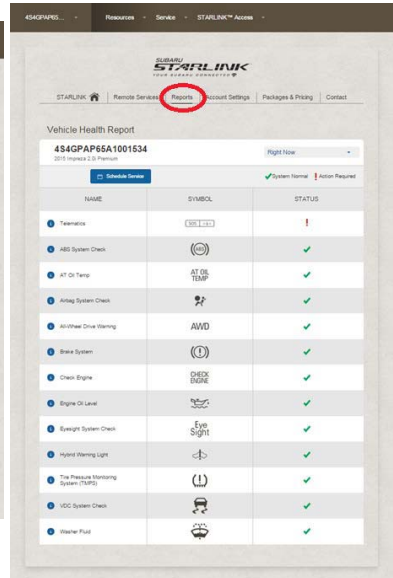 4S4GPAP65...
Resources
Service
STARLINK™ Access
SUBARU
STARLINK
YOUR SUBARU CONNECTED
STARLINK
Remote Services
Reports
Account Settings
Packages & Pricing
Contact
Vehicle Health Report
4S4GPAP65A1001534
2015 Impreza 2.0i Premium
Right Now
Schedule Service
System Normal
Action Required
NAME SYMBOL STATUS
Telematics
SOS
ABS System Check
(ABS)
AT Oil Temp
AT OIL
TEMP
Airbag System Check
All-Wheel Drive Warning
AWD
Brake System
(!)
Check Engine
CHECK
ENGINE
Engine Oil Level
Eyesight System Check
Eye
Sight
Hybrid Warning Light
Tire Pressure Monitoring
System (TPMS)
(!)
VDC System Check
Washer Fluid